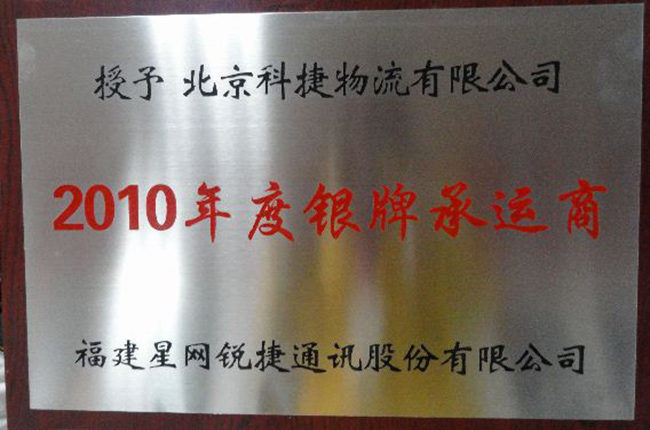 授予 北京科捷物流有限公司
2010年度银牌承运商
福建星网锐捷通讯股份有限公司